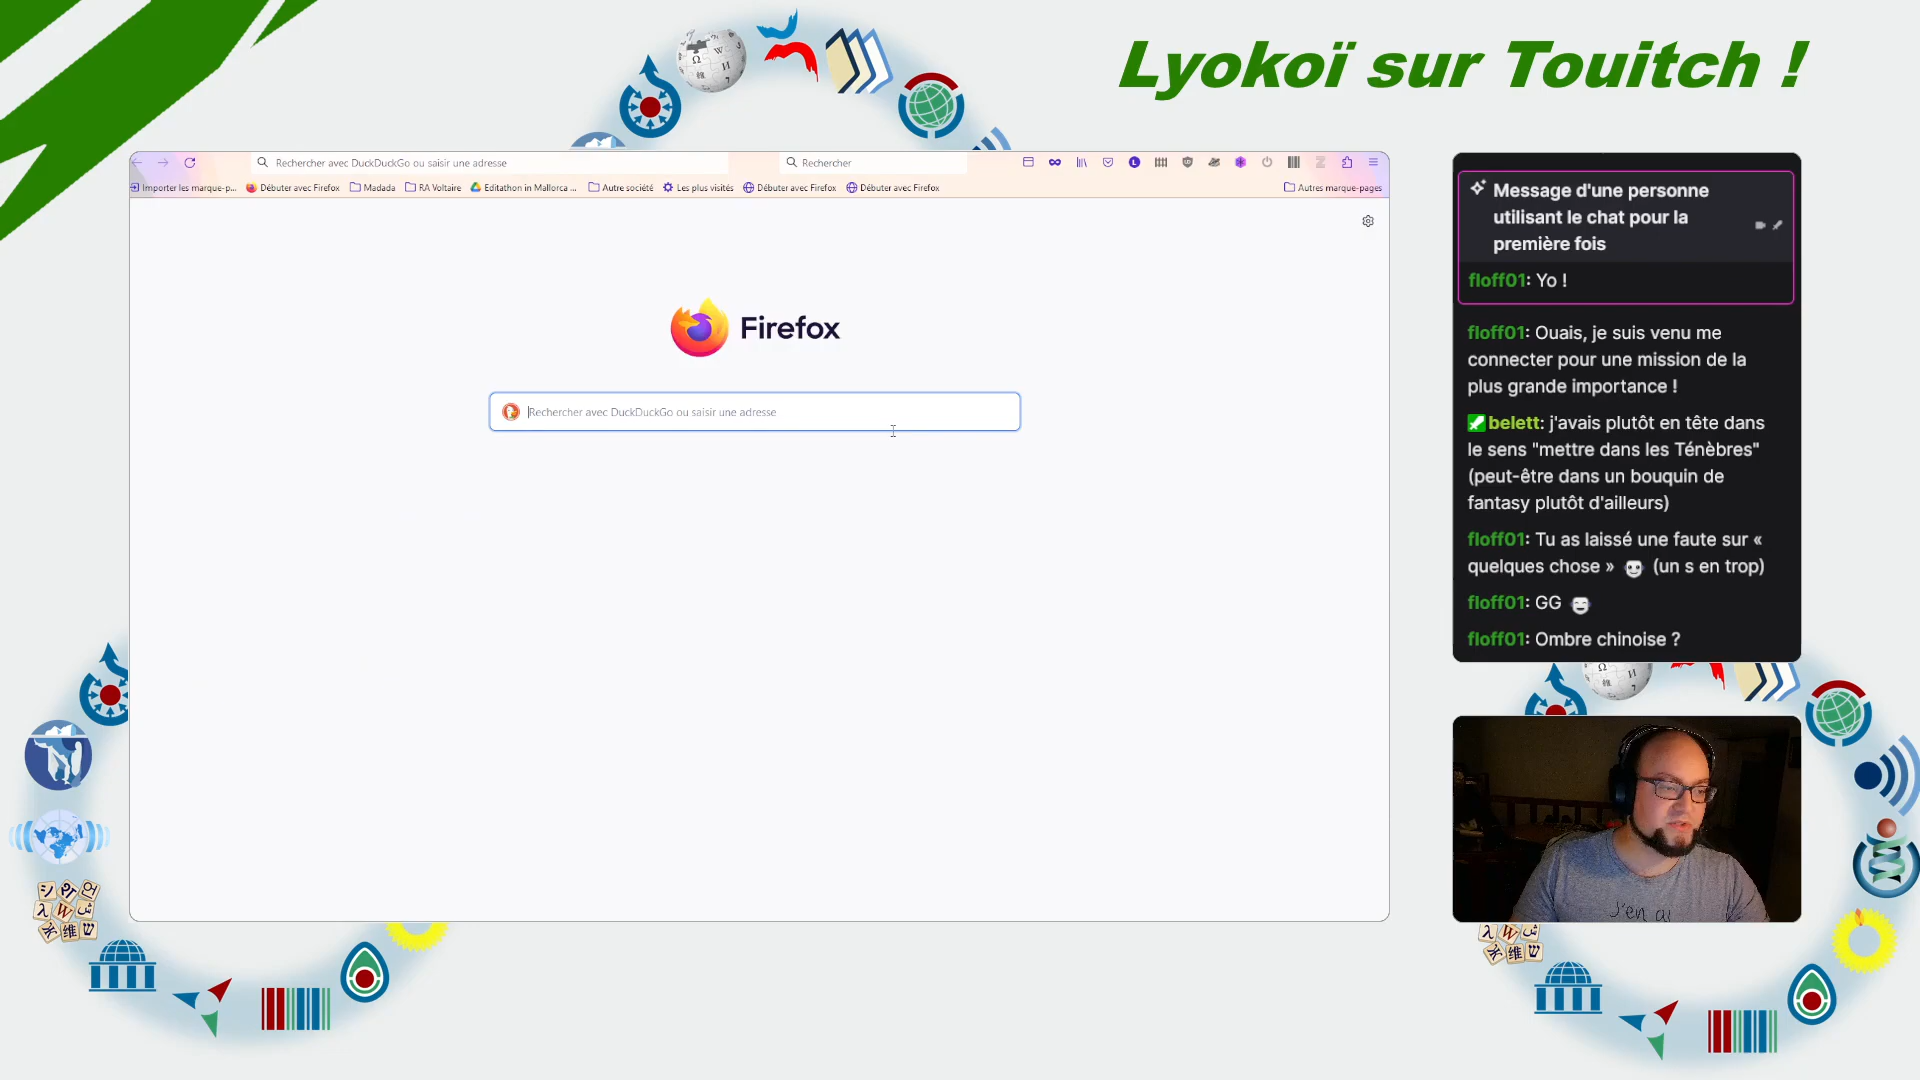 Lyokoï sur Touitch !
Rechercher avec DuckDuckGo ou saisir une adresse
Rechercher
Importer les marque-p...
Débuter avec Firefox
Madada
RA Voltaire
Editathon in Mallorca ...
Autre société
Les plus visités
Débuter avec Firefox
Débuter avec Firefox
Autres marque-pages
Firefox
Rechercher avec DuckDuckGo ou saisir une adresse
Message d'une personne
utilisant le chat pour la
première fois
floff01: Yo !
floff01: Ouais, je suis venu me
connecter pour une mission de la
plus grande importance !
belett: j'avais plutôt en tête dans
le sens "mettre dans les Ténèbres"
(peut-être dans un bouquin de
fantasy plutôt d'ailleurs)
floff01: Tu as laissé une faute sur «
quelques chose » (un s en trop)
floff01: GG
floff01: Ombre chinoise ?
J'en ai